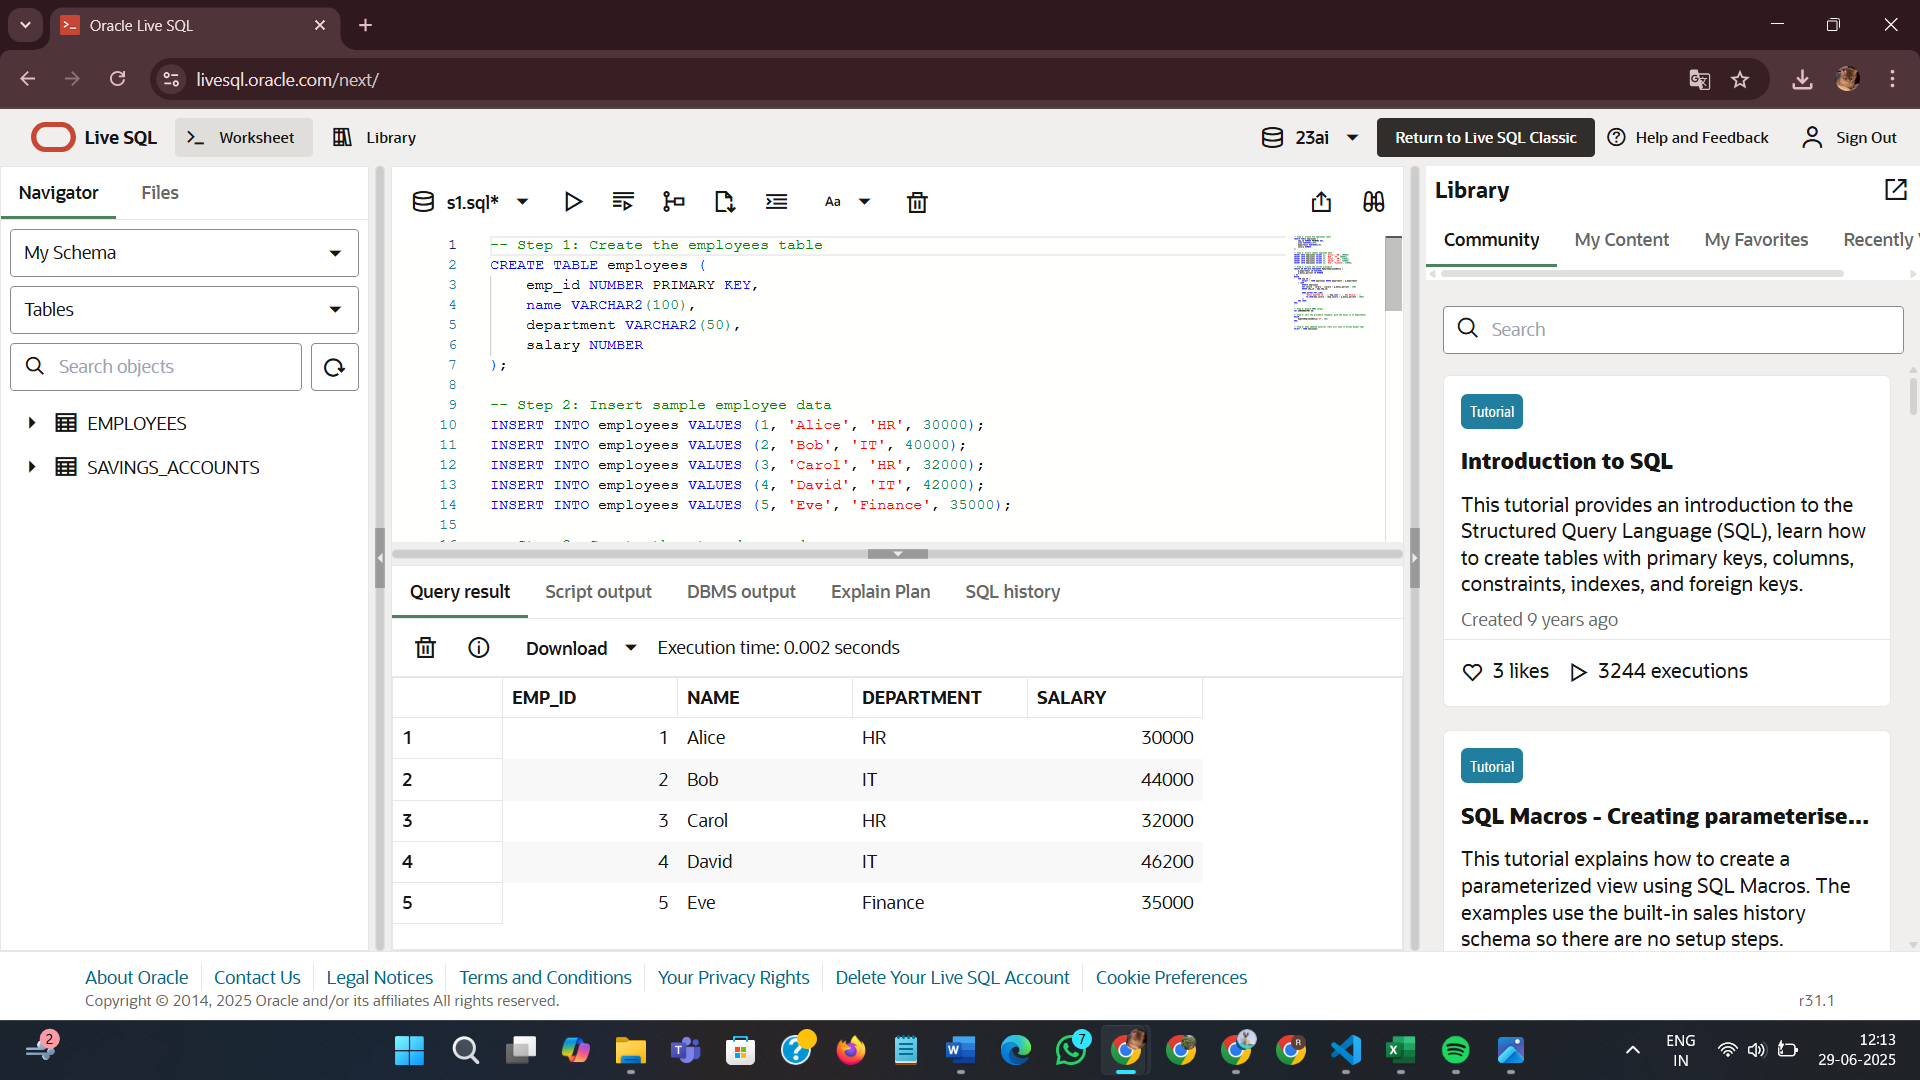 Oracle Live SQL
livesql.oracle.com/next/
Live SQL
Worksheet
Library
23ai
Return to Live SQL Classic
Help and Feedback
Sign Out
Navigator
Files
My Schema
Tables
Search objects
EMPLOYEES
SAVINGS_ACCOUNTS
s1.sql*
Aa
1 -- Step 1: Create the employees table
2 CREATE TABLE employees (
3 emp_id NUMBER PRIMARY KEY,
4 name VARCHAR2(100),
5 department VARCHAR2(50),
6 salary NUMBER
7 );
8
9 -- Step 2: Insert sample employee data
10 INSERT INTO employees VALUES (1, 'Alice', 'HR', 30000);
11 INSERT INTO employees VALUES (2, 'Bob', 'IT', 40000);
12 INSERT INTO employees VALUES (3, 'Carol', 'HR', 32000);
13 INSERT INTO employees VALUES (4, 'David', 'IT', 42000);
14 INSERT INTO employees VALUES (5, 'Eve', 'Finance', 35000);
15
Query result
Script output
DBMS output
Explain Plan
SQL history
Download
Execution time: 0.002 seconds
EMP_ID NAME DEPARTMENT SALARY
1 1 Alice HR 30000
2 2 Bob IT 44000
3 3 Carol HR 32000
4 4 David IT 46200
5 5 Eve Finance 35000
Library
Community
My Content
My Favorites
Recently
Search
Tutorial
Introduction to SQL
This tutorial provides an introduction to the
Structured Query Language (SQL), learn how
to create tables with primary keys, columns,
constraints, indexes, and foreign keys.
Created 9 years ago
3 likes
3244 executions
Tutorial
SQL Macros - Creating parameterise...
This tutorial explains how to create a
parameterized view using SQL Macros. The
examples use the built-in sales history
schema so there are no setup steps.
About Oracle
Contact Us
Legal Notices
Terms and Conditions
Your Privacy Rights
Delete Your Live SQL Account
Cookie Preferences
Copyright © 2014, 2025 Oracle and/or its affiliates All rights reserved.
r31.1
2
7
R
ENG
IN
12:13
29-06-2025